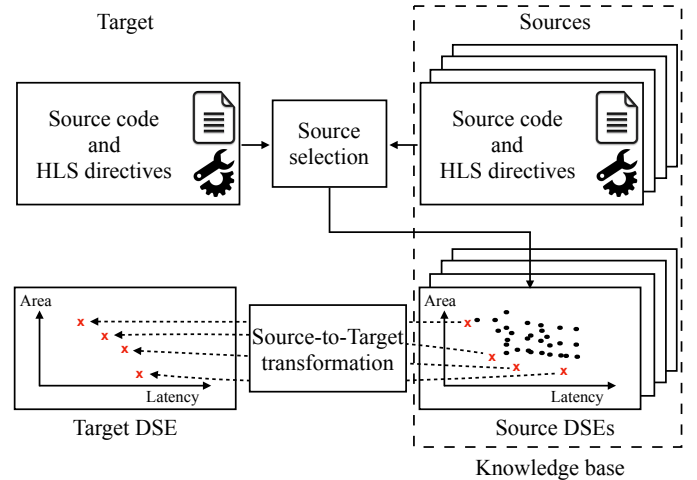 Target
Sources
Source code
and
HLS directives
Source
selection
Source code
and
HLS directives
Area
x
x
x
x
Latency
Target DSE
Source-to-Target
transformation
Area
x
x
x
x
Latency
Source DSEs
Knowledge base